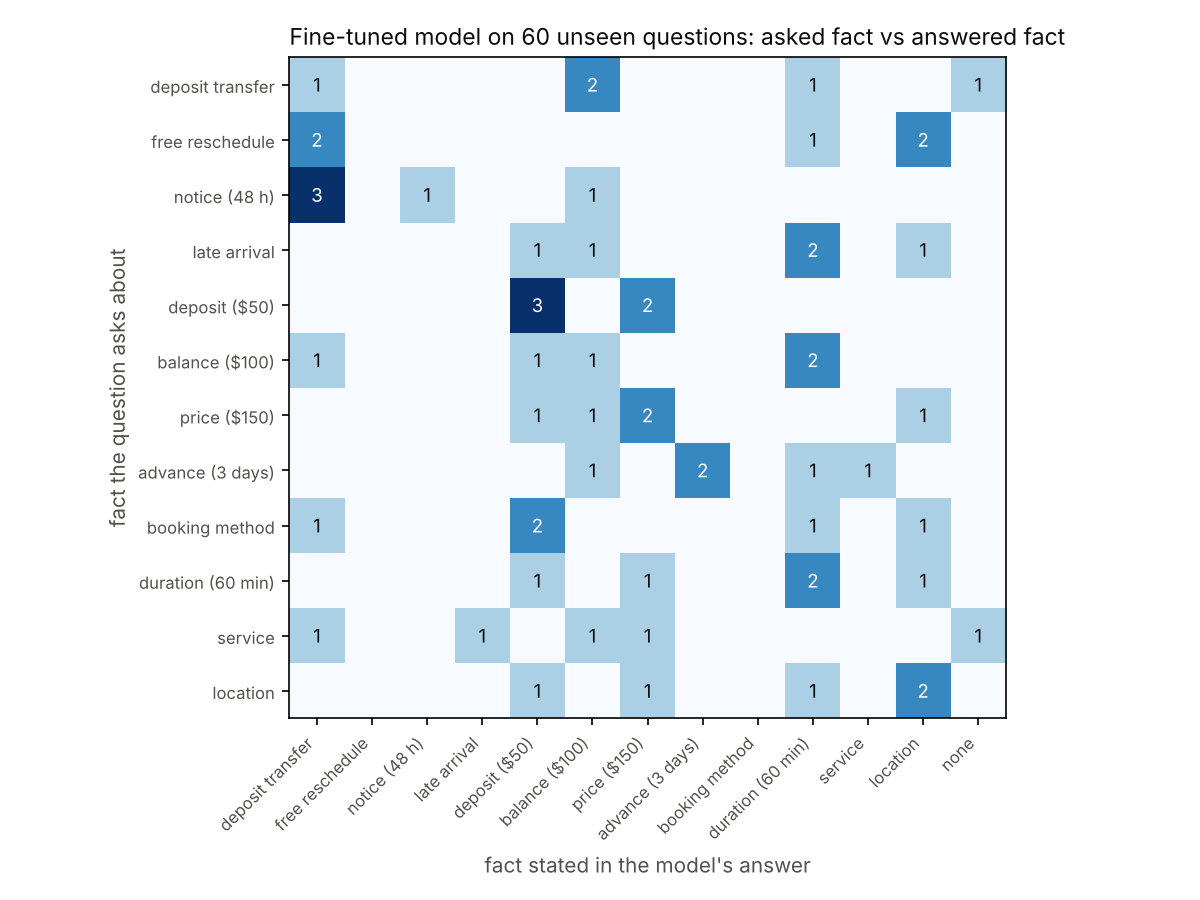 Fine-tuned model on 60 unseen questions: asked fact vs answered fact
fact the question asks about
deposit transfer 1 2 1 1
free reschedule 2 1 2
notice (48 h) 3 1 1
late arrival 1 1 2 1
deposit ($50) 3 2
balance ($100) 1 1 1 2
price ($150) 1 1 2 1
advance (3 days) 1 2 1 1
booking method 1 2 1 1
duration (60 min) 1 1 2 1
service 1 1 1 1 1
location 1 1 1 2
deposit transfer
free reschedule
notice (48 h)
late arrival
deposit ($50)
balance ($100)
price ($150)
advance (3 days)
booking method
duration (60 min)
service
location
none
fact stated in the model's answer